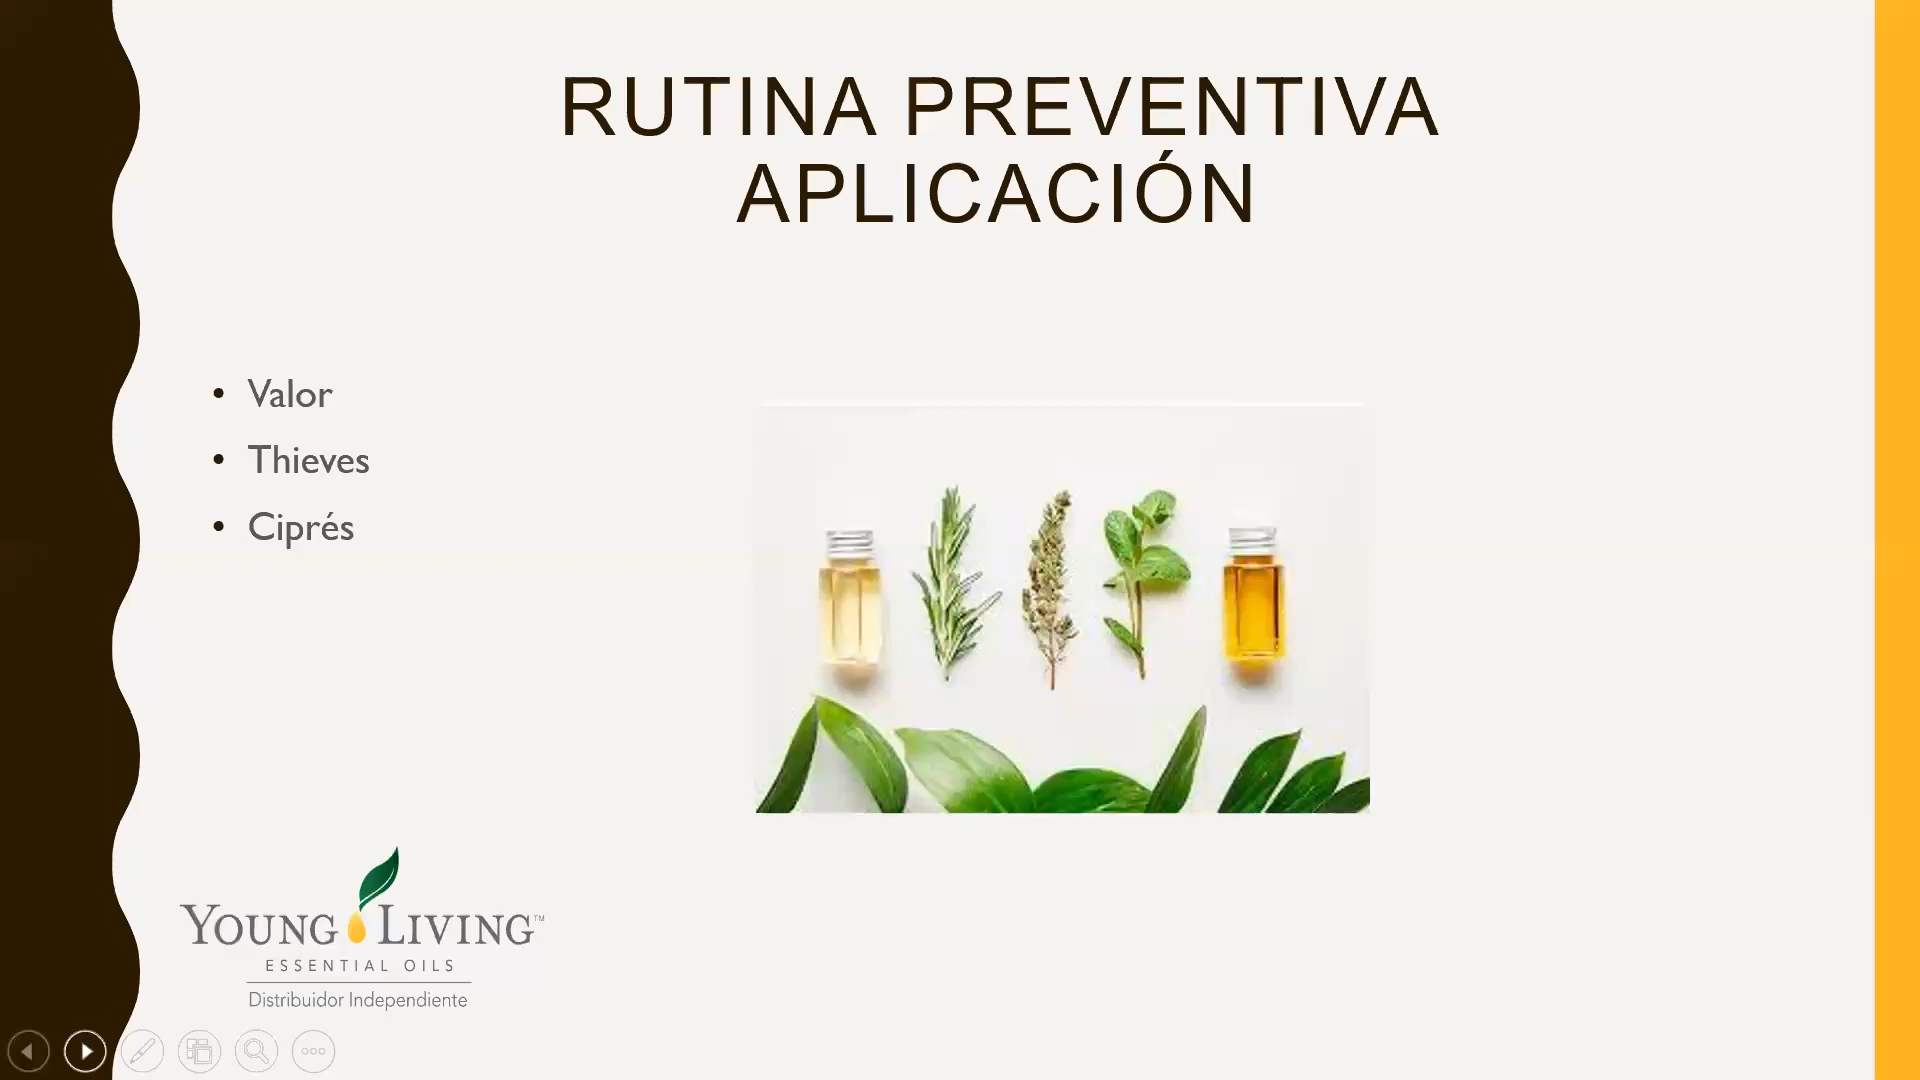 RUTINA PREVENTIVA
APLICACIÓN
• Valor
• Thieves
• Ciprés
YOUNG LIVING™
ESSENTIAL OILS
Distribuidor Independiente